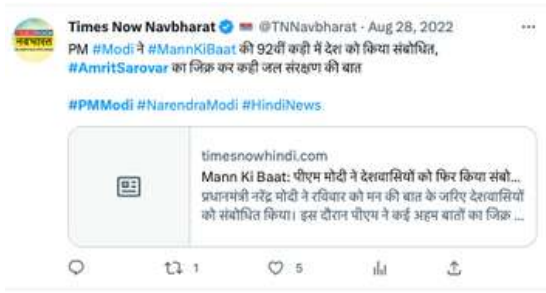 Times Now Navbharat @TNNavbharat · Aug 28, 2022
PM #Modi ने #MannKiBaat की 92वीं कड़ी में देश को किया संबोधित,
#AmritSarovar का जिक्र कर कही जल संरक्षण की बात
#PMModi #NarendraModi #HindiNews
timesnowhindi.com
Mann Ki Baat: पीएम मोदी ने देशवासियों को फिर किया संबो...
प्रधानमंत्री नरेंद्र मोदी ने रविवार को मन की बात के जरिए देशवासियों
को संबोधित किया। इस दौरान पीएम ने कई अहम बातों का जिक्र ...
1 5
नवभारत